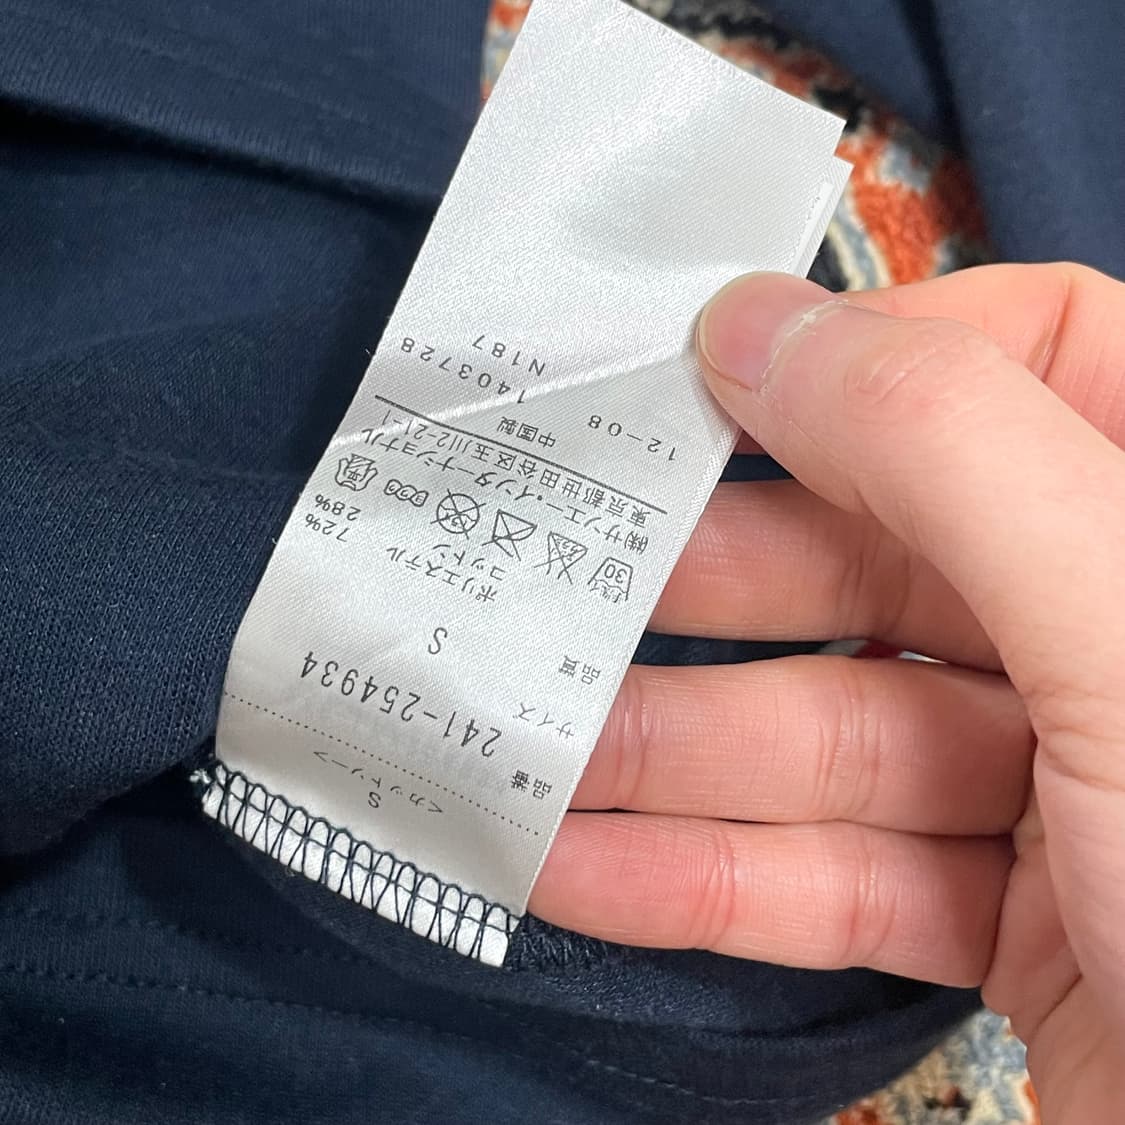 S
<カットソー>
品番 241-254934
サイズ S
品質 ポリエステル 72%
コットン 28%
30
㈱サンエー・インターナショナル
東京都世田谷区玉川2-21-1
中国製 1403728
12-08 N187